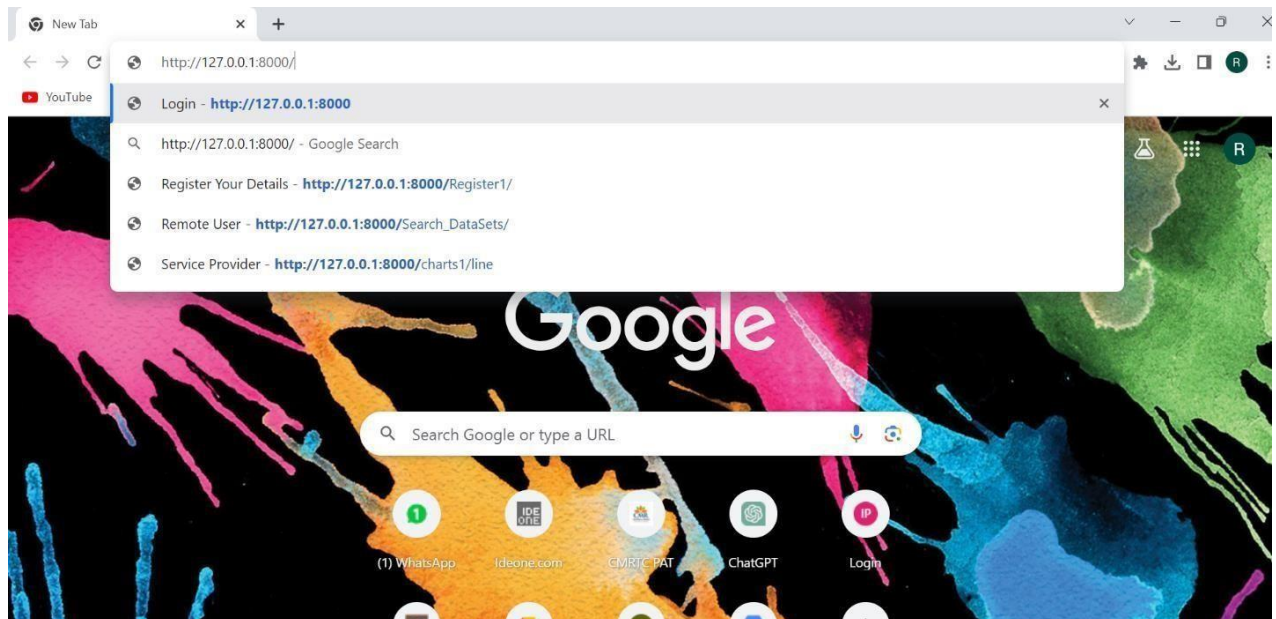 New Tab
http://127.0.0.1:8000/
YouTube
Login - http://127.0.0.1:8000
http://127.0.0.1:8000/ - Google Search
Register Your Details - http://127.0.0.1:8000/Register1/
Remote User - http://127.0.0.1:8000/Search_DataSets/
Service Provider - http://127.0.0.1:8000/charts1/line
R
R
Google
Search Google or type a URL
1
IDE
ONE
IP
(1) WhatsApp
Ideone.com
CMRTC PAT
ChatGPT
Login